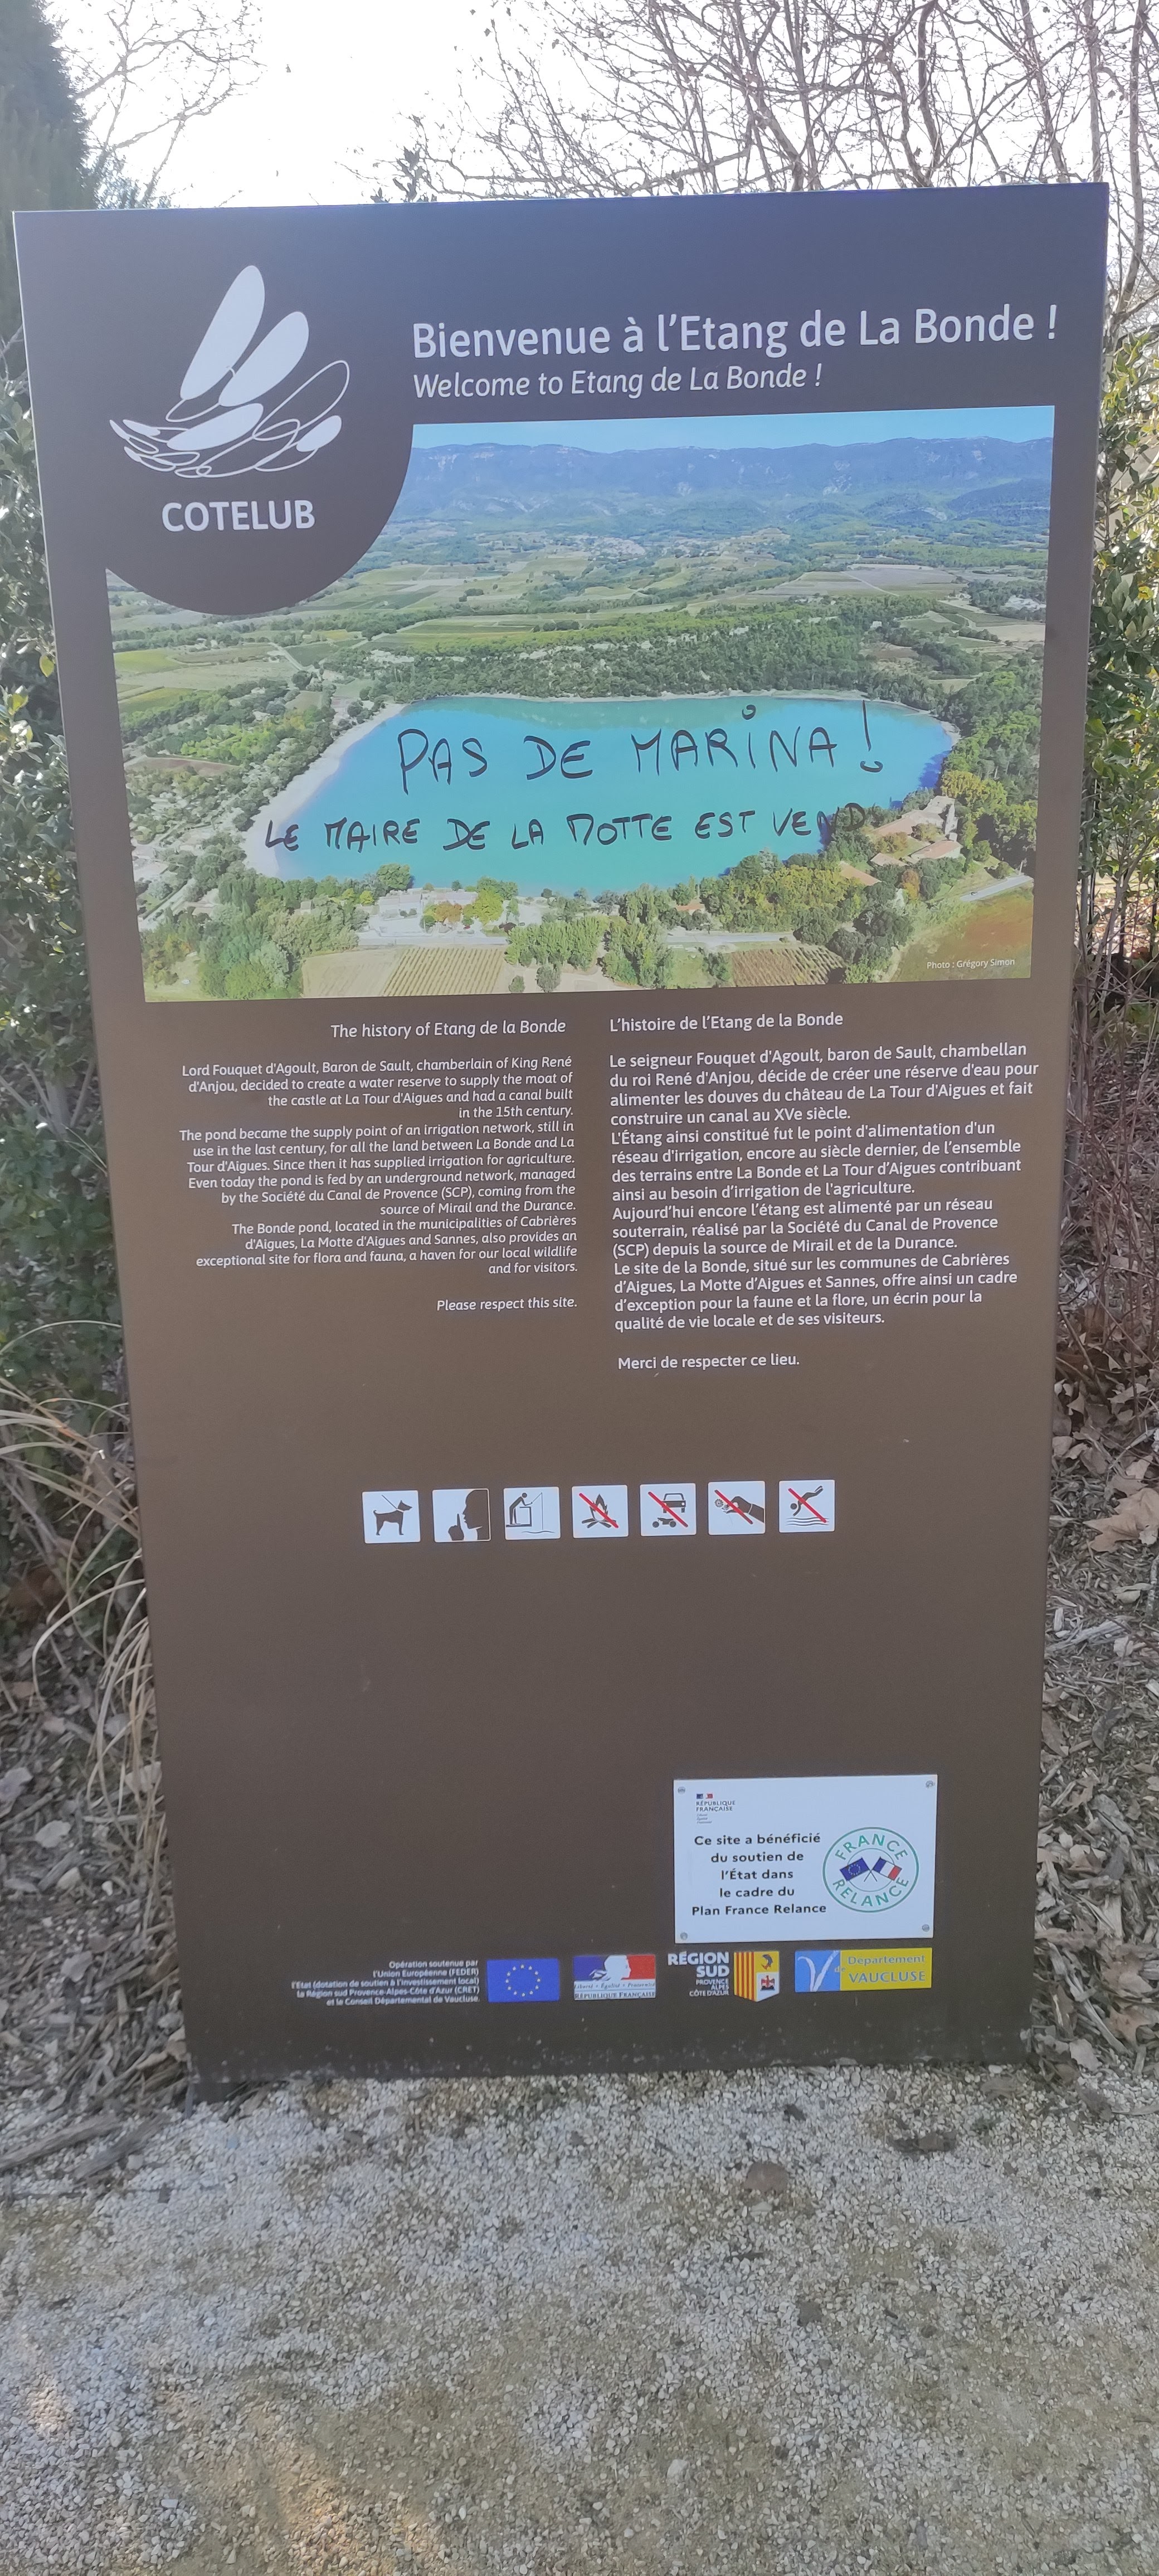 Bienvenue à l'Etang de La Bonde !
Welcome to Etang de La Bonde !
COTELUB
PAS DE MARINA !
LE MAIRE DE LA MOTTE EST VEND
Photo : Grégory Simon
The history of Etang de la Bonde
Lord Fouquet d'Agoult, Baron de Sault, chamberlain of King René
d'Anjou, decided to create a water reserve to supply the moat of
the castle at La Tour d'Aigues and had a canal built
in the 15th century.
The pond became the supply point of an irrigation network, still in
use in the last century, for all the land between La Bonde and La
Tour d'Aigues. Since then it has supplied irrigation for agriculture.
Even today the pond is fed by an underground network, managed
by the Société du Canal de Provence (SCP), coming from the
source of Mirail and the Durance.
The Bonde pond, located in the municipalities of Cabrières
d'Aigues, La Motte d'Aigues and Sannes, also provides an
exceptional site for flora and fauna, a haven for our local wildlife
and for visitors.
Please respect this site.
L'histoire de l'Etang de la Bonde
Le seigneur Fouquet d'Agoult, baron de Sault, chambellan
du roi René d'Anjou, décide de créer une réserve d'eau pour
alimenter les douves du château de La Tour d'Aigues et fait
construire un canal au XVe siècle.
L'Étang ainsi constitué fut le point d'alimentation d'un
réseau d'irrigation, encore au siècle dernier, de l'ensemble
des terrains entre La Bonde et La Tour d'Aigues contribuant
ainsi au besoin d'irrigation de l'agriculture.
Aujourd'hui encore l'étang est alimenté par un réseau
souterrain, réalisé par la Société du Canal de Provence
(SCP) depuis la source de Mirail et de la Durance.
Le site de la Bonde, situé sur les communes de Cabrières
d'Aigues, La Motte d'Aigues et Sannes, offre ainsi un cadre
d'exception pour la faune et la flore, un écrin pour la
qualité de vie locale et de ses visiteurs.
Merci de respecter ce lieu.
RÉPUBLIQUE
FRANÇAISE
Ce site a bénéficié
du soutien de
l'État dans
le cadre du
Plan France Relance
FRANCE
RELANCE
Opération soutenue par
l'Union Européenne (FEDER)
l'Etat (dotation de soutien à l'investissement local)
la Région sud Provence-Alpes-Côte d'Azur (CRET)
et le Conseil Départemental de Vaucluse.
Liberté • Égalité • Fraternité
RÉPUBLIQUE FRANÇAISE
RÉGION
SUD
PROVENCE
ALPES
CÔTE D'AZUR
Département
VAUCLUSE